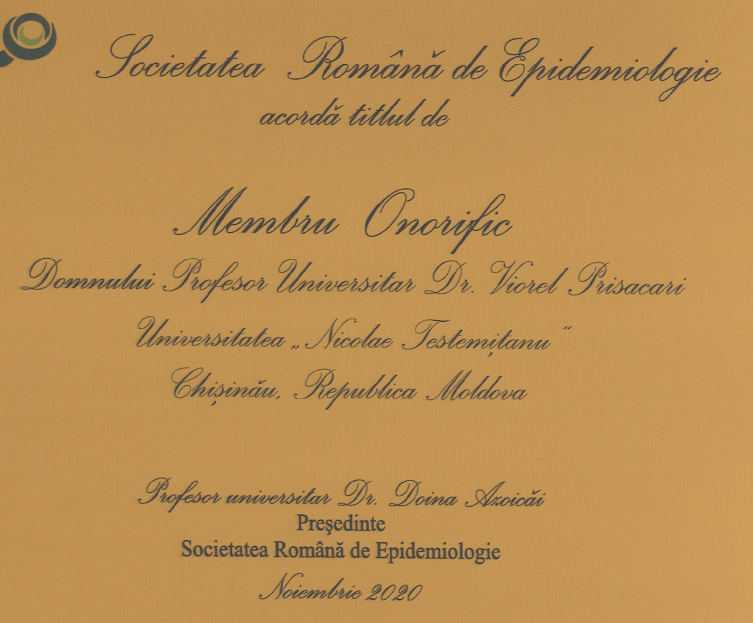 Societatea Română de Epidemiologie
acordă titlul de
Membru Onorific
Domnului Profesor Universitar Dr. Viorel Prisacari
Universitatea „Nicolae Testemițanu”
Chișinău. Republica Moldova
Profesor universitar Dr. Doina Azoicăi
Preşedinte
Societatea Română de Epidemiologie
Noiembrie 2020